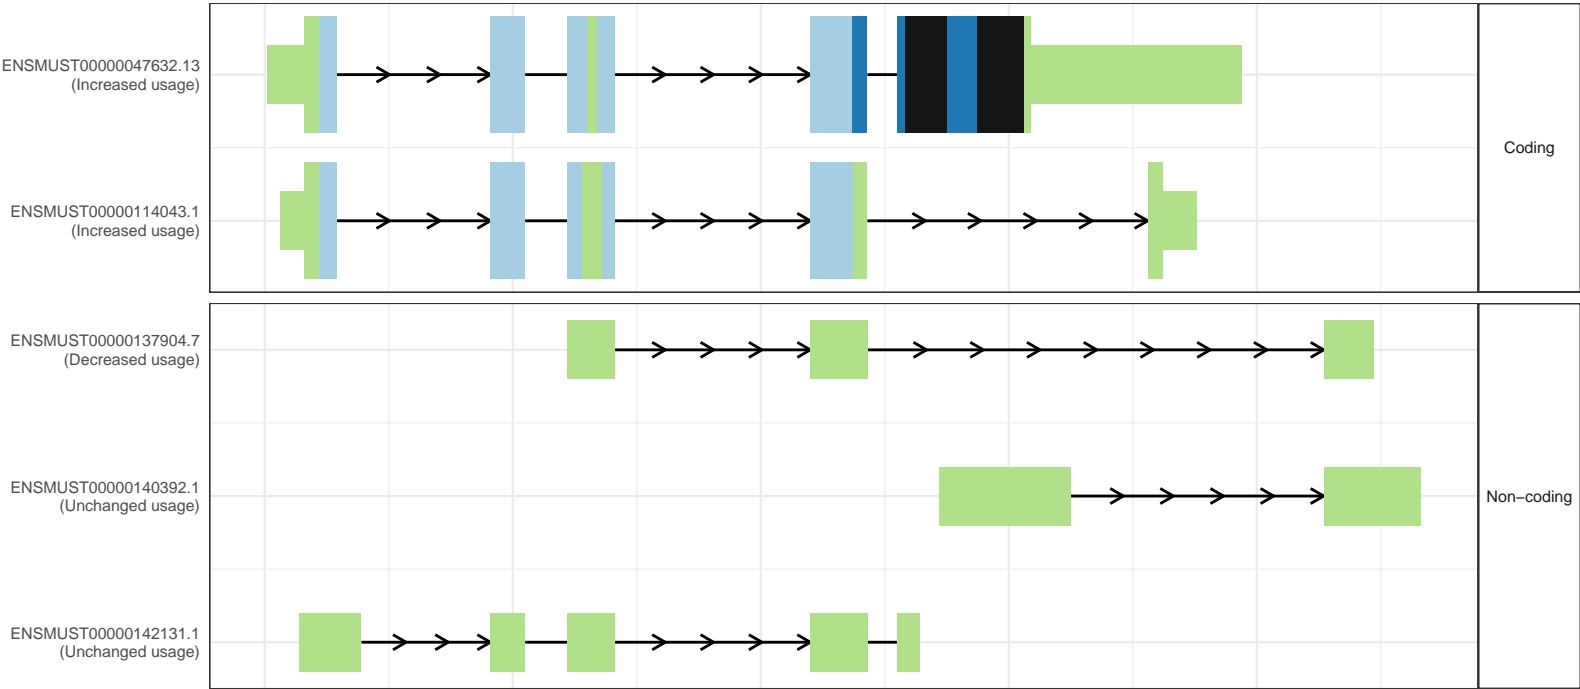 ENSMUST00000047632.13
(Increased usage)
ENSMUST00000114043.1
(Increased usage)
Coding
ENSMUST00000137904.7
(Decreased usage)
ENSMUST00000140392.1
(Unchanged usage)
Non−coding
ENSMUST00000142131.1
(Unchanged usage)